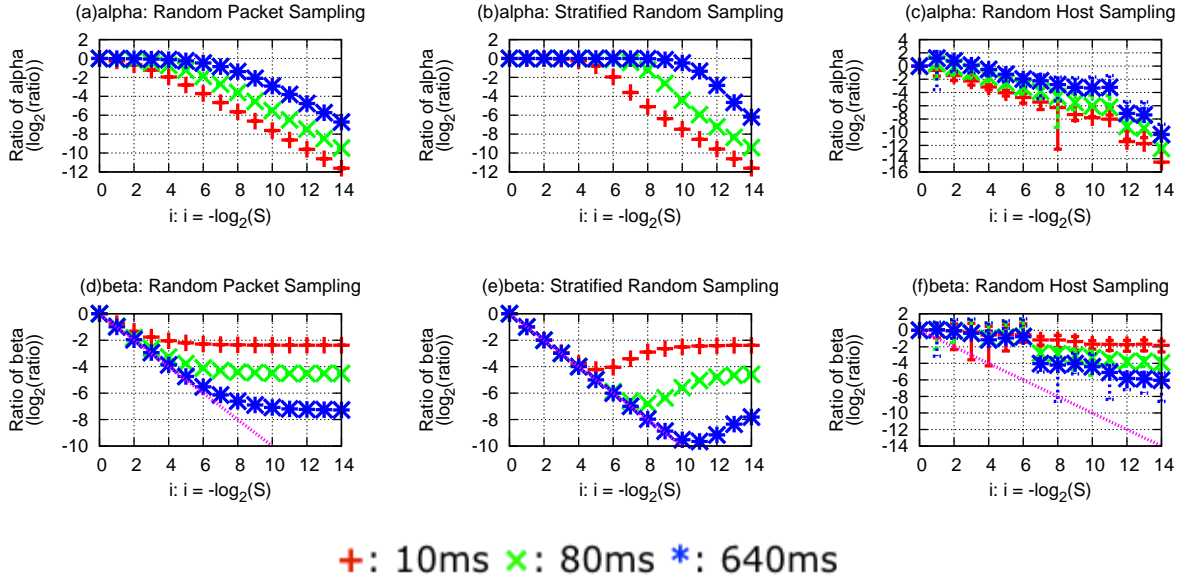 (a)alpha: Random Packet Sampling
Ratio of alpha
(log2(ratio))
2
0
-2
-4
-6
-8
-10
-12
0 2 4 6 8 10 12 14
i: i = -log2(S)
(b)alpha: Stratified Random Sampling
Ratio of alpha
(log2(ratio))
2
0
-2
-4
-6
-8
-10
-12
0 2 4 6 8 10 12 14
i: i = -log2(S)
(c)alpha: Random Host Sampling
Ratio of alpha
(log2(ratio))
4
2
0
-2
-4
-6
-8
-10
-12
-14
-16
0 2 4 6 8 10 12 14
i: i = -log2(S)
(d)beta: Random Packet Sampling
Ratio of beta
(log2(ratio))
0
-2
-4
-6
-8
-10
0 2 4 6 8 10 12 14
i: i = -log2(S)
(e)beta: Stratified Random Sampling
Ratio of beta
(log2(ratio))
0
-2
-4
-6
-8
-10
0 2 4 6 8 10 12 14
i: i = -log2(S)
(f)beta: Random Host Sampling
Ratio of beta
(log2(ratio))
2
0
-2
-4
-6
-8
-10
-12
-14
0 2 4 6 8 10 12 14
i: i = -log2(S)
+: 10ms ×: 80ms *: 640ms